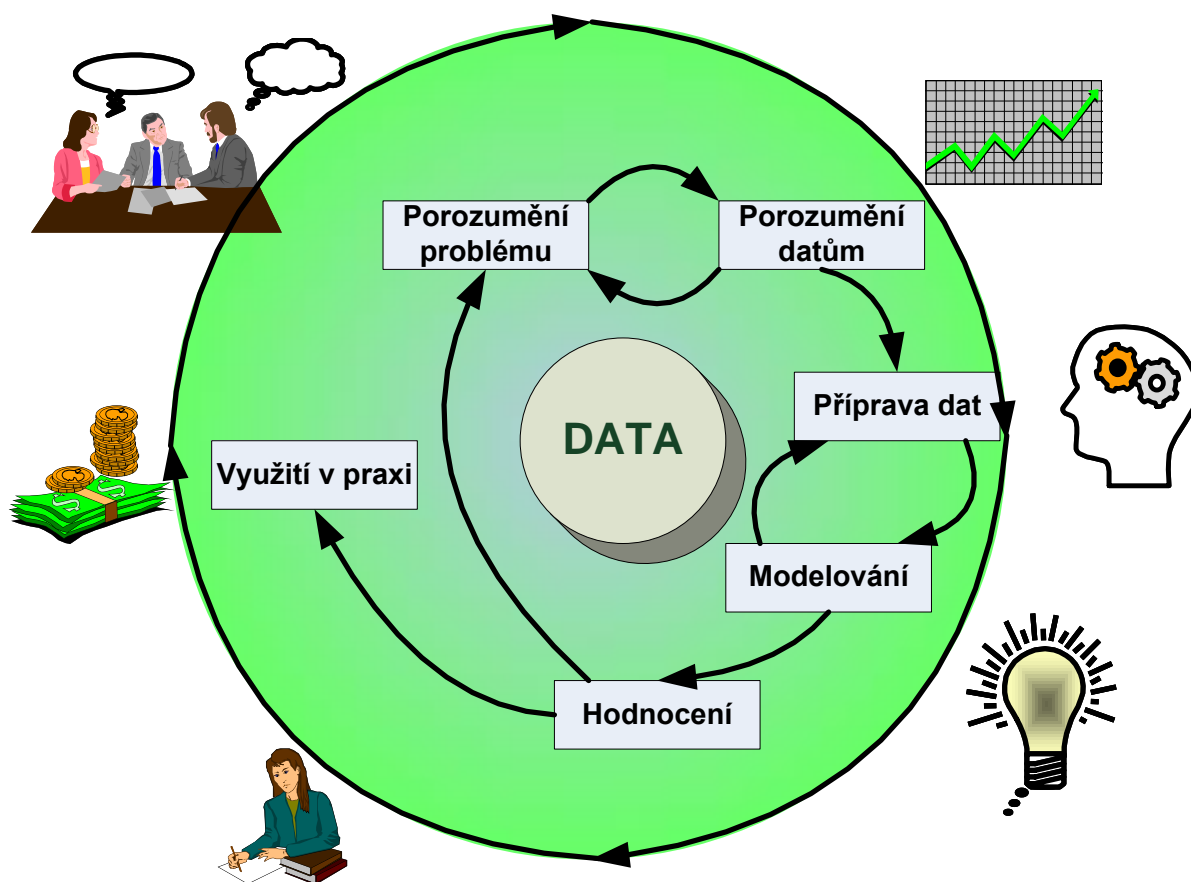 Porozumění
problému
Porozumění
datům
Příprava dat
DATA
Využití v praxi
Modelování
Hodnocení